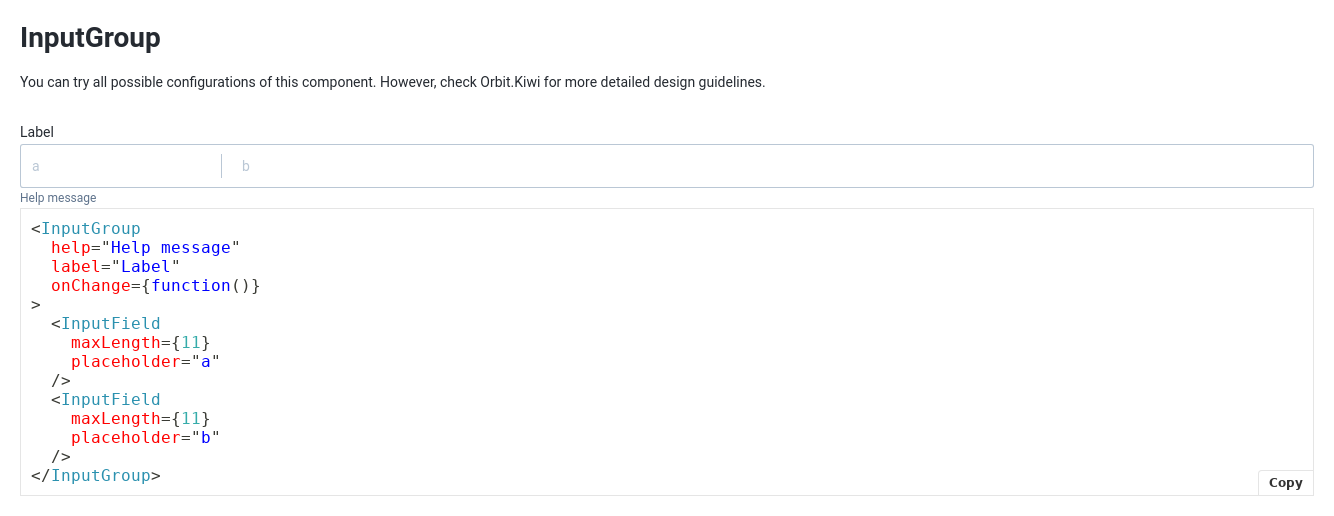 InputGroup
You can try all possible configurations of this component. However, check Orbit.Kiwi for more detailed design guidelines.
Label
a b
Help message
<InputGroup
  help="Help message"
  label="Label"
  onChange={function()}
>
  <InputField
    maxLength={11}
    placeholder="a"
  />
  <InputField
    maxLength={11}
    placeholder="b"
  />
</InputGroup>
Copy